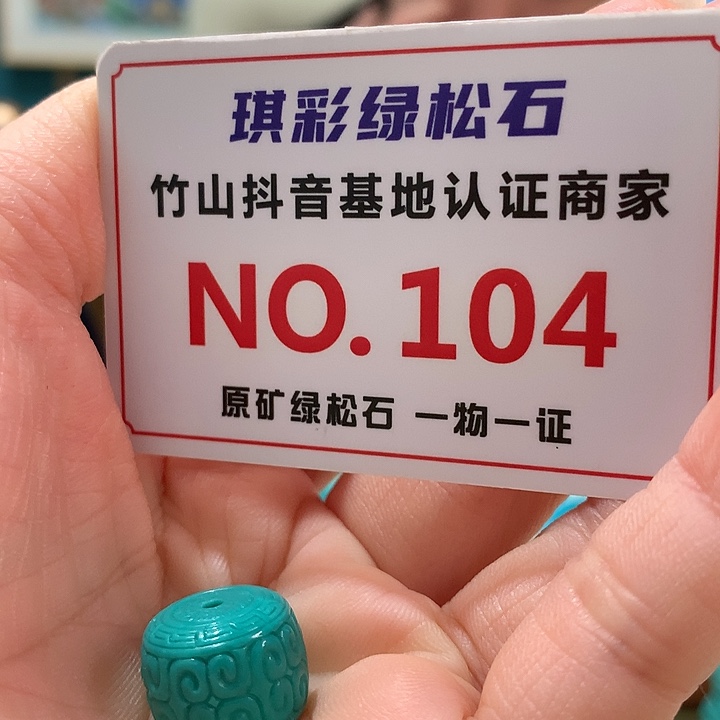 琪彩绿松石
竹山抖音基地认证商家
NO.104
原矿绿松石 一物一证